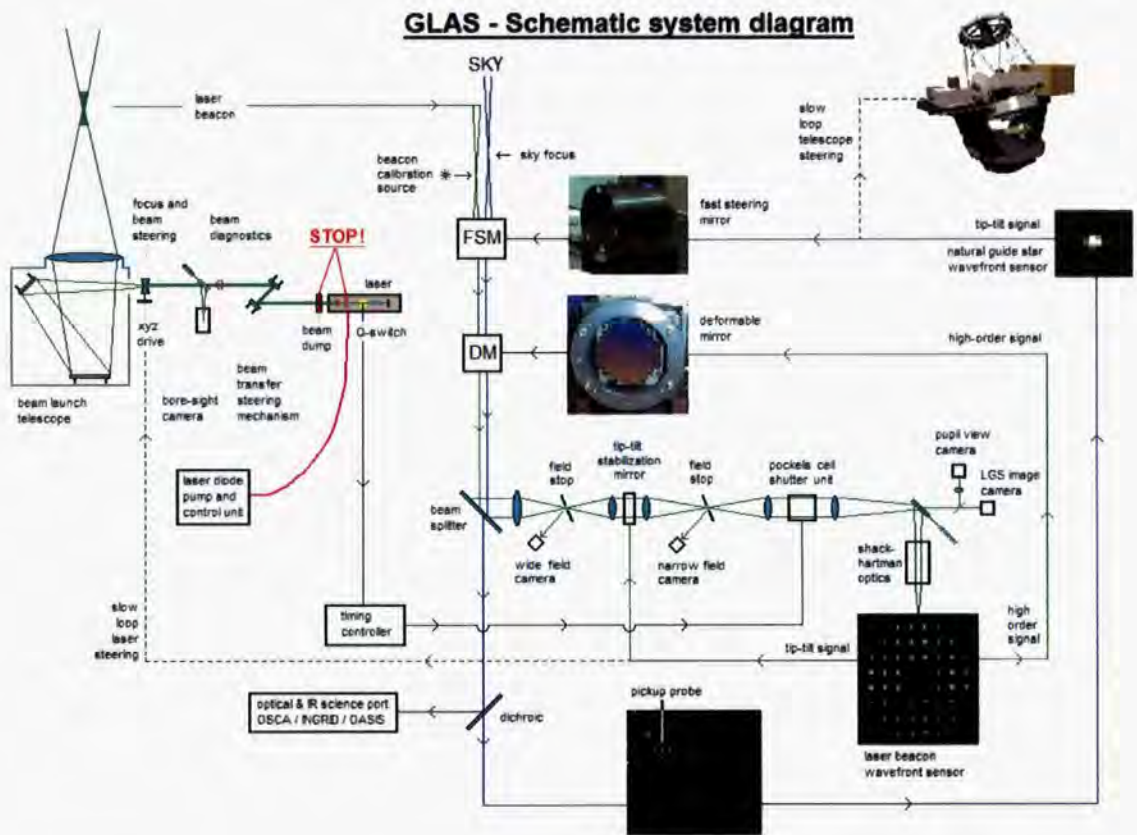 GLAS - Schematic system diagram
SKY
laser
beacon
sky focus
beacon
calibration
source
slow
loop
telescope
steering
focus and
beam
steering
beam
diagnostics
STOP!
FSM
fast steering
mirror
tip-tilt signal
natural guide star
wavefront sensor
laser
Q-switch
xyz
drive
beam
dump
DM
deformable
mirror
high-order signal
beam launch
telescope
bore-sight
camera
beam
transfer
steering
mechanism
pupil view
camera
LGS image
camera
laser diode
pump and
control unit
beam
splitter
field
stop
tip-tilt
stabilization
mirror
field
stop
pockels cell
shutter unit
wide field
camera
narrow field
camera
shack-
hartman
optics
slow
loop
laser
steering
timing
controller
tip-tilt signal
high
order
signal
optical & IR science port
OSCA / INGRID / OASIS
dichroic
pickup probe
laser beacon
wavefront sensor